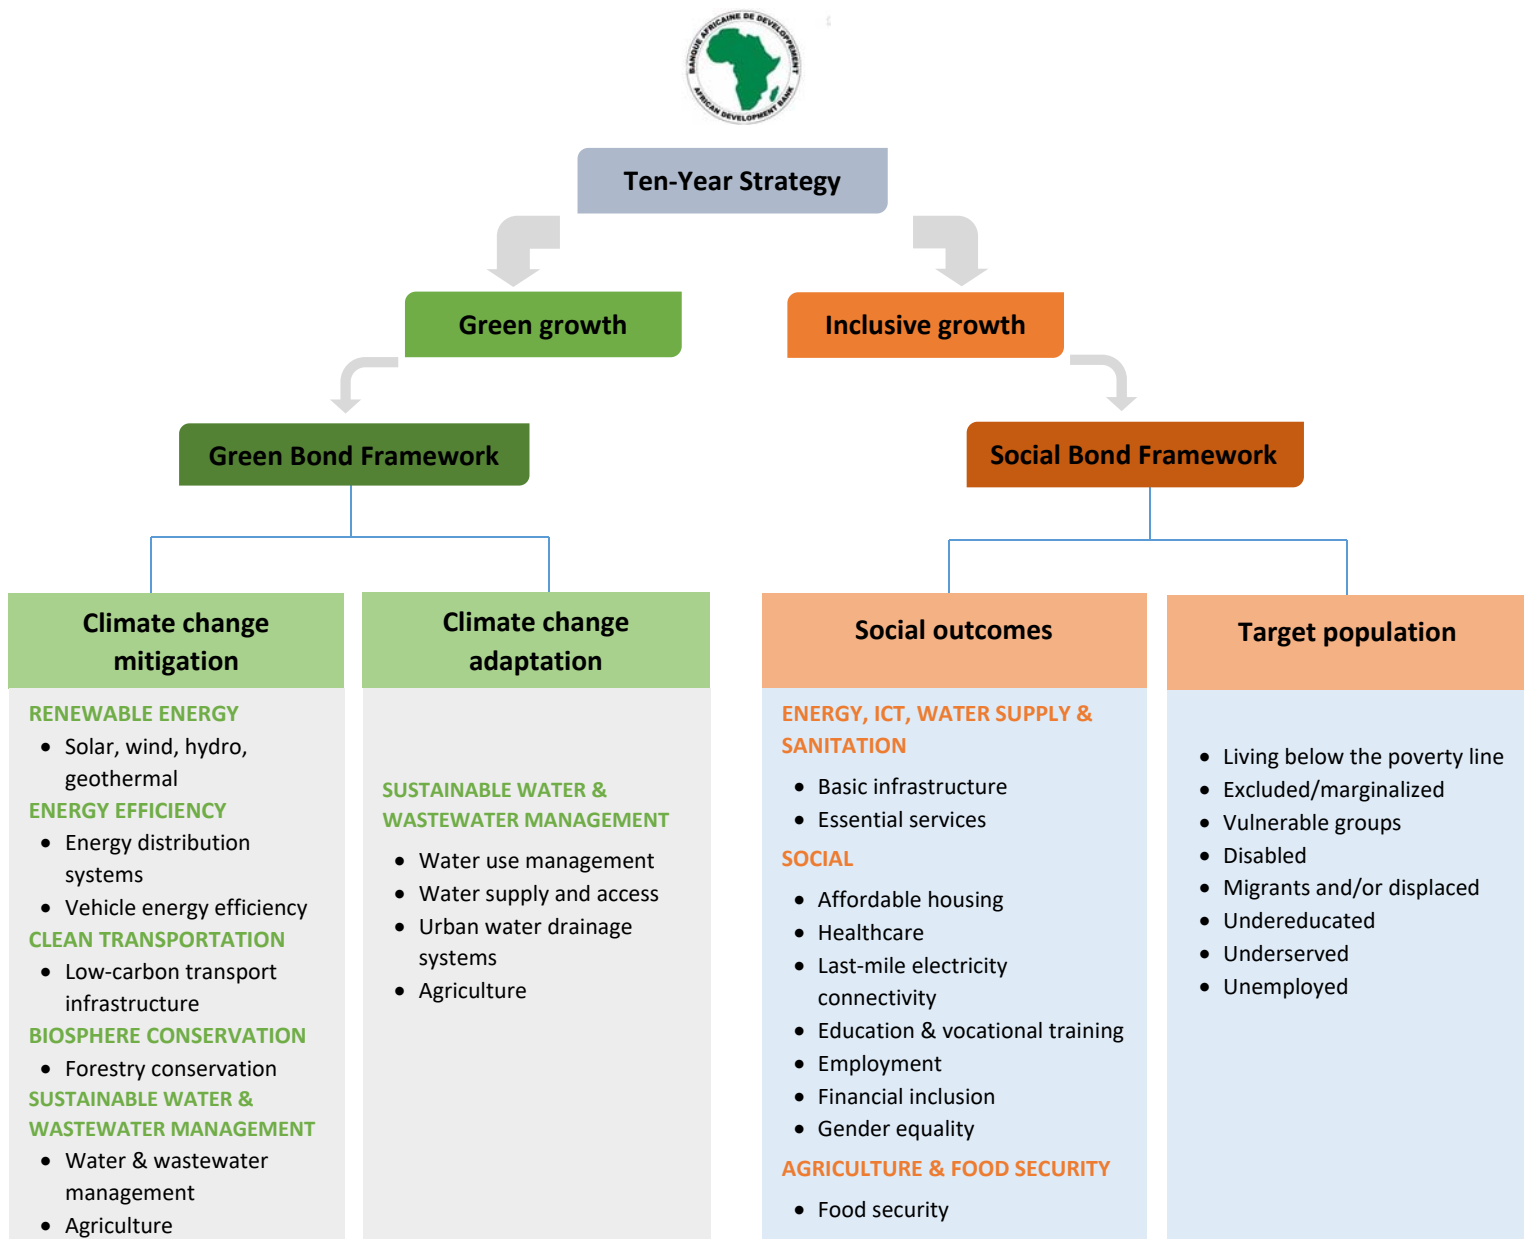 BANQUE AFRICAINE DE DEVELOPPEMENT
AFRICAN DEVELOPMENT BANK
Ten-Year Strategy
Green growth
Inclusive growth
Green Bond Framework
Social Bond Framework
Climate change
mitigation
RENEWABLE ENERGY
• Solar, wind, hydro,
geothermal
ENERGY EFFICIENCY
• Energy distribution
systems
• Vehicle energy efficiency
CLEAN TRANSPORTATION
• Low-carbon transport
infrastructure
BIOSPHERE CONSERVATION
• Forestry conservation
SUSTAINABLE WATER &
WASTEWATER MANAGEMENT
• Water & wastewater
management
• Agriculture
Climate change
adaptation
SUSTAINABLE WATER &
WASTEWATER MANAGEMENT
• Water use management
• Water supply and access
• Urban water drainage
systems
• Agriculture
Social outcomes
ENERGY, ICT, WATER SUPPLY &
SANITATION
• Basic infrastructure
• Essential services
SOCIAL
• Affordable housing
• Healthcare
• Last-mile electricity
connectivity
• Education & vocational training
• Employment
• Financial inclusion
• Gender equality
AGRICULTURE & FOOD SECURITY
• Food security
Target population
• Living below the poverty line
• Excluded/marginalized
• Vulnerable groups
• Disabled
• Migrants and/or displaced
• Undereducated
• Underserved
• Unemployed